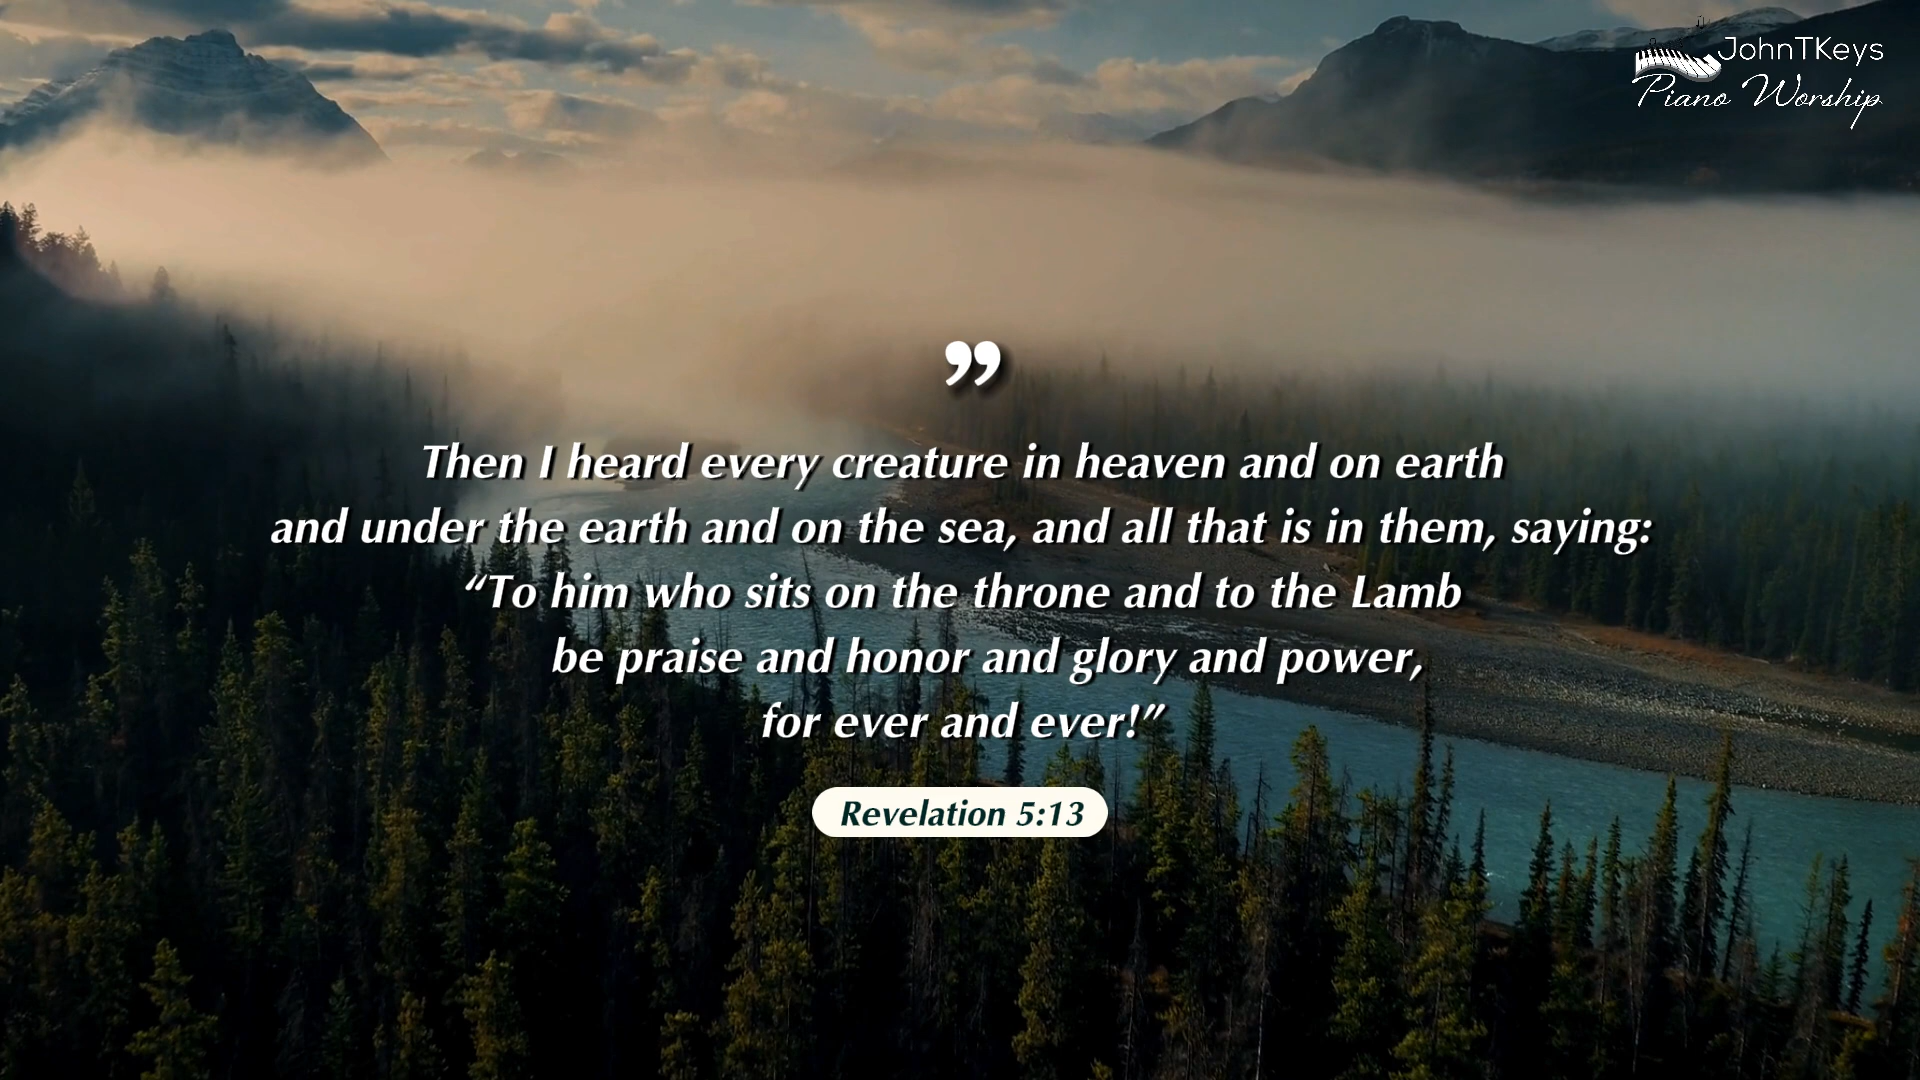 JohnTKeys
Piano Worship
”
Then I heard every creature in heaven and on earth
and under the earth and on the sea, and all that is in them, saying:
“To him who sits on the throne and to the Lamb
be praise and honor and glory and power,
for ever and ever!”
Revelation 5:13